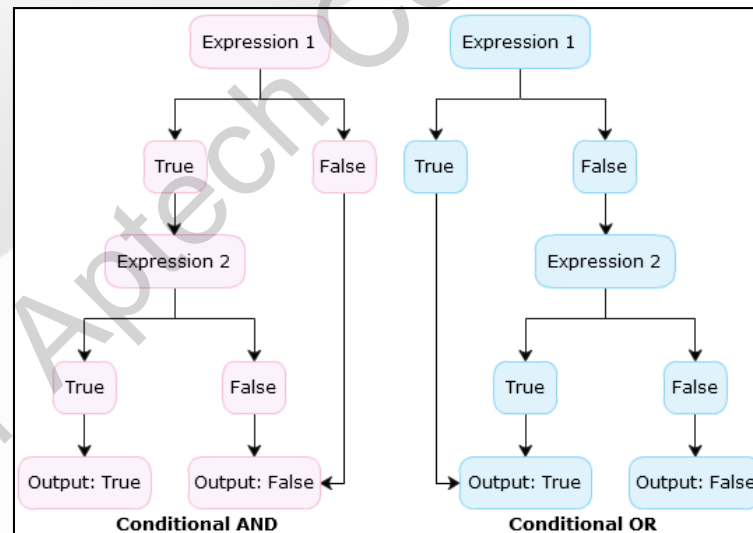 Expression 1
True
False
Expression 2
True
False
Output: True
Output: False
Conditional AND
Expression 1
True
False
Expression 2
True
False
Output: True
Output: False
Conditional OR
Aptech